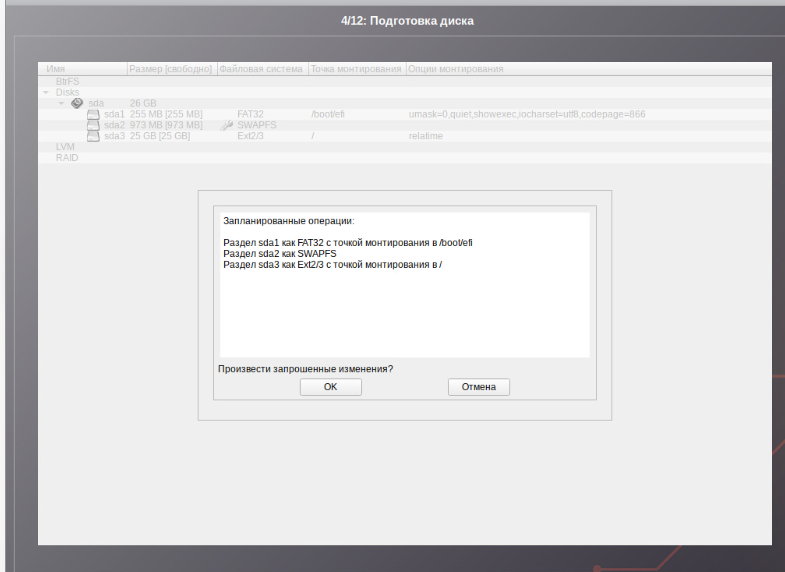 4/12: Подготовка диска
Имя Размер [свободно] Файловая система Точка монтирования Опции монтирования
BtrFS
Disks
sda 26 GB
sda1 255 MB [255 MB] FAT32 /boot/efi umask=0,quiet,showexec,iocharset=utf8,codepage=866
sda2 973 MB [973 MB] SWAPFS
sda3 25 GB [25 GB] Ext2/3 / relatime
LVM
RAID
Запланированные операции:
Раздел sda1 как FAT32 с точкой монтирования в /boot/efi
Раздел sda2 как SWAPFS
Раздел sda3 как Ext2/3 с точкой монтирования в /
Произвести запрошенные изменения?
OK Отмена